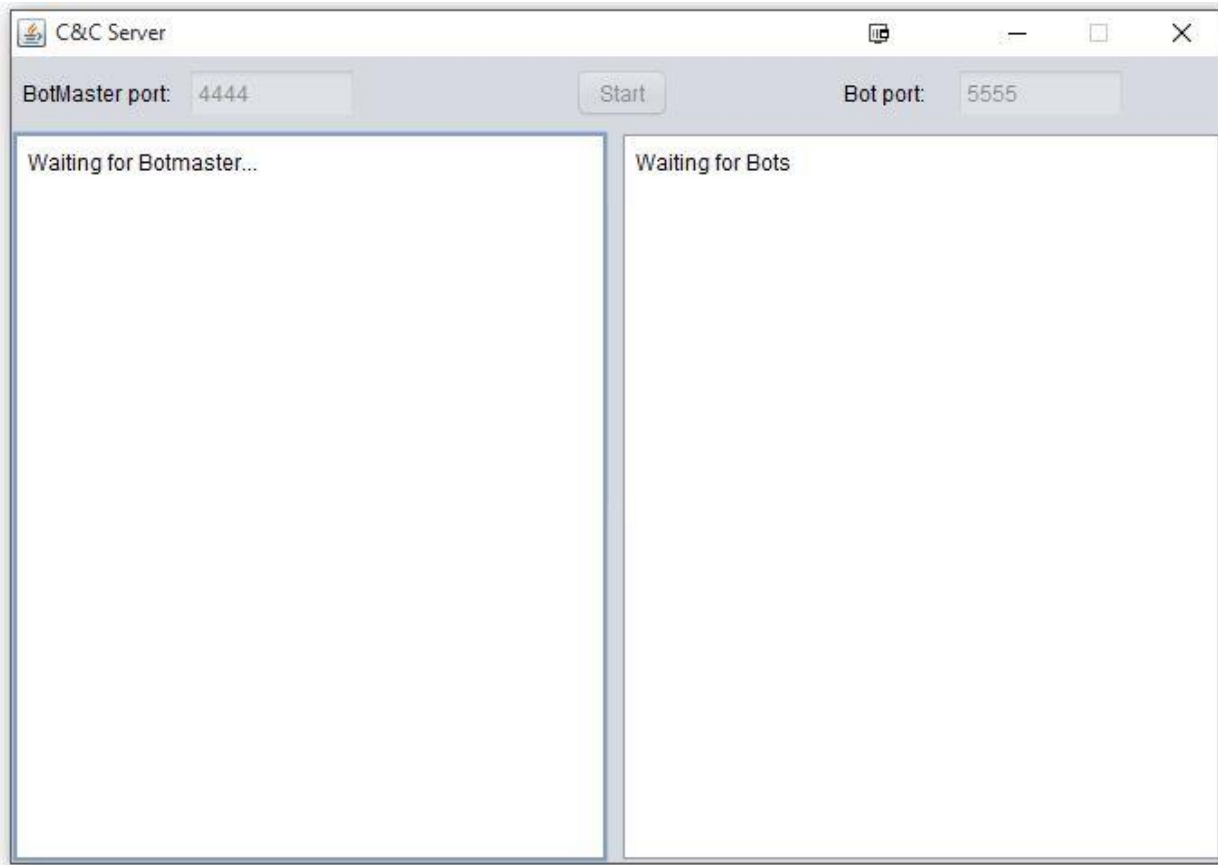 C&C Server
BotMaster port: 4444 Start Bot port: 5555
Waiting for Botmaster...
Waiting for Bots